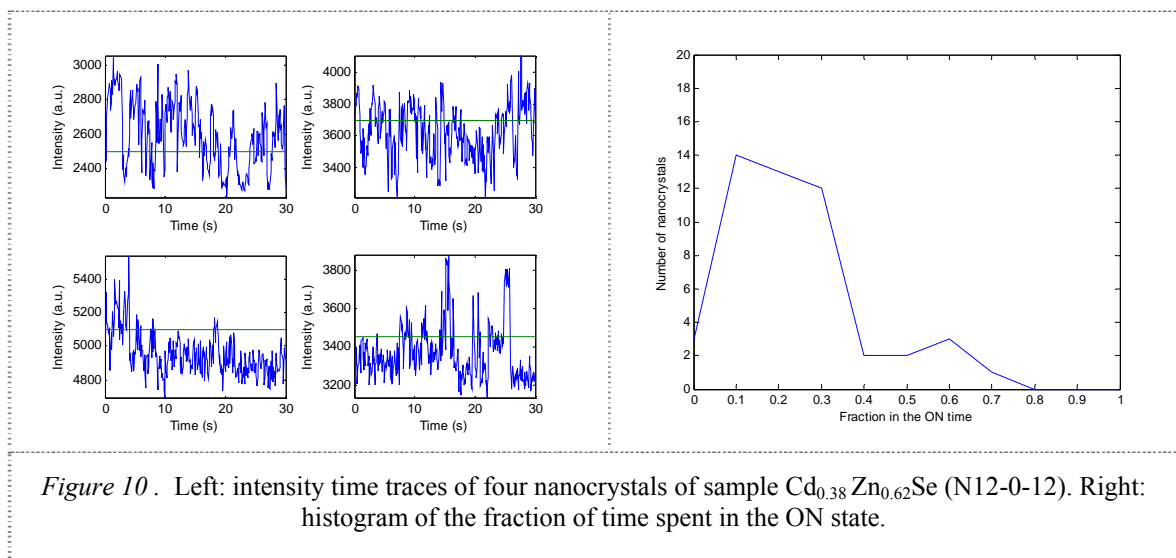 3000
2800
2600
2400
Intensity (a.u.)
0 10 20 30
Time (s)
4000
3800
3600
3400
Intensity (a.u.)
0 10 20 30
Time (s)
5400
5200
5000
4800
Intensity (a.u.)
0 10 20 30
Time (s)
3800
3600
3400
3200
Intensity (a.u.)
0 10 20 30
Time (s)
20
18
16
14
12
10
8
6
4
2
0
Number of nanocrystals
0 0.1 0.2 0.3 0.4 0.5 0.6 0.7 0.8 0.9 1
Fraction in the ON time
Figure 10 . Left: intensity time traces of four nanocrystals of sample Cd0.38 Zn0.62Se (N12-0-12). Right:
histogram of the fraction of time spent in the ON state.